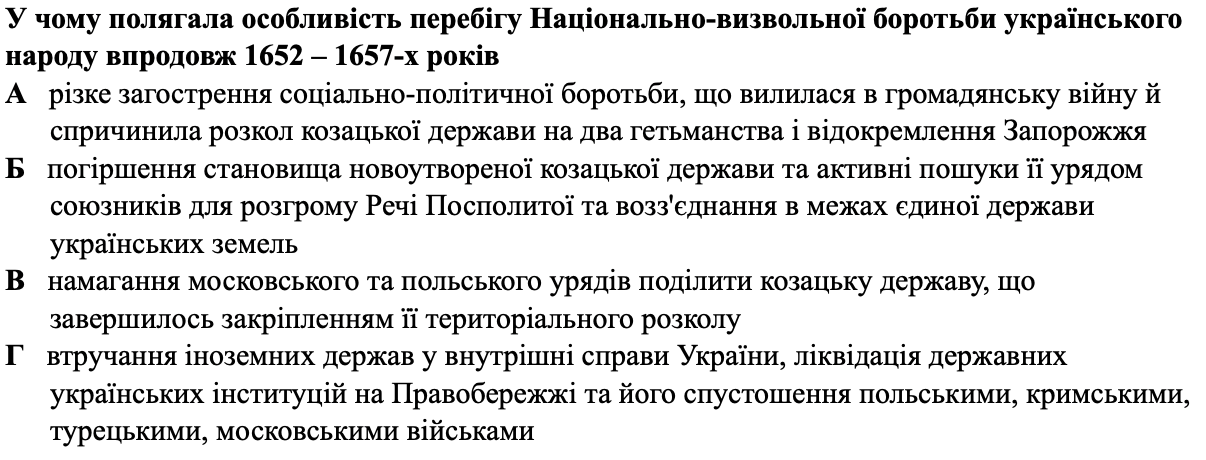 У чому полягала особливість перебігу Національно-визвольної боротьби українського
народу впродовж 1652 – 1657-х років
А різке загострення соціально-політичної боротьби, що вилилася в громадянську війну й
спричинила розкол козацької держави на два гетьманства і відокремлення Запорожжя
Б погіршення становища новоутвореної козацької держави та активні пошуки її урядом
союзників для розгрому Речі Посполитої та возз'єднання в межах єдиної держави
українських земель
В намагання московського та польського урядів поділити козацьку державу, що
завершилось закріпленням її територіального розколу
Г втручання іноземних держав у внутрішні справи України, ліквідація державних
українських інституцій на Правобережжі та його спустошення польськими, кримськими,
турецькими, московськими військами